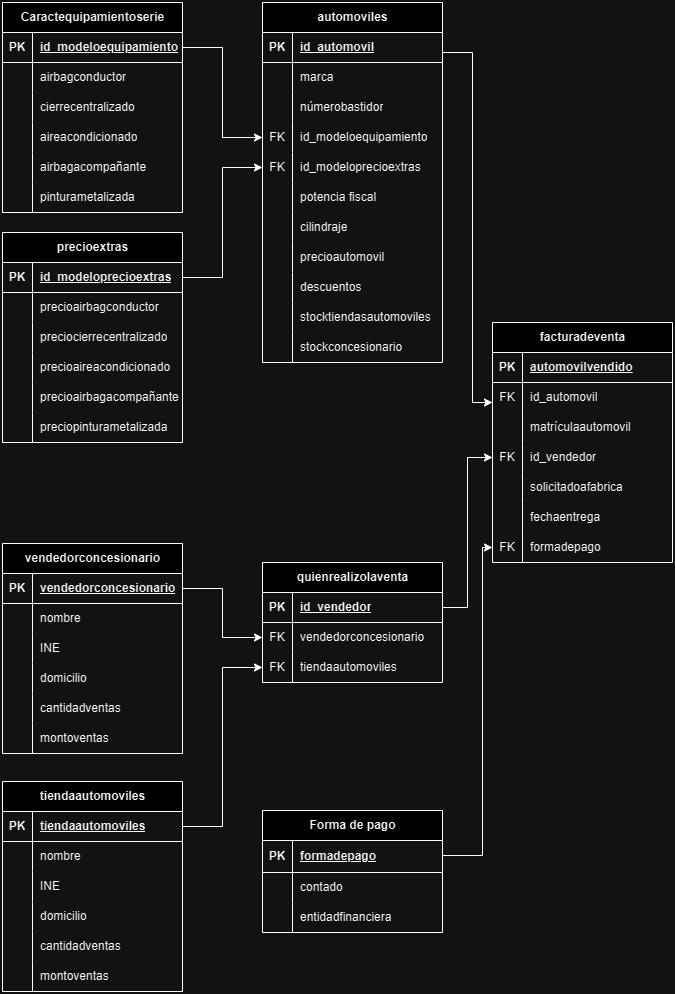 Caractequipamientoserie
PK id_modeloequipamiento
airbagconductor
cierrecentralizado
aireacondicionado
airbagacompañante
pinturametalizada
precioextras
PK id_modeloprecioextras
precioairbagconductor
preciocierrecentralizado
precioaireacondicionado
precioairbagacompañante
preciopinturametalizada
automoviles
PK id_automovil
marca
númerobastidor
FK id_modeloequipamiento
FK id_modeloprecioextras
potencia fiscal
cilindraje
precioautomovil
descuentos
stocktiendasautomoviles
stockconcesionario
facturadeventa
PK automovilvendido
FK id_automovil
matrículaautomovil
FK id_vendedor
solicitadoafabrica
fechaentrega
FK formadepago
vendedorconcesionario
PK vendedorconcesionario
nombre
INE
domicilio
cantidadventas
montoventas
quienrealizolaventa
PK id_vendedor
FK vendedorconcesionario
FK tiendaautomoviles
tiendaautomoviles
PK tiendaautomoviles
nombre
INE
domicilio
cantidadventas
montoventas
Forma de pago
PK formadepago
contado
entidadfinanciera